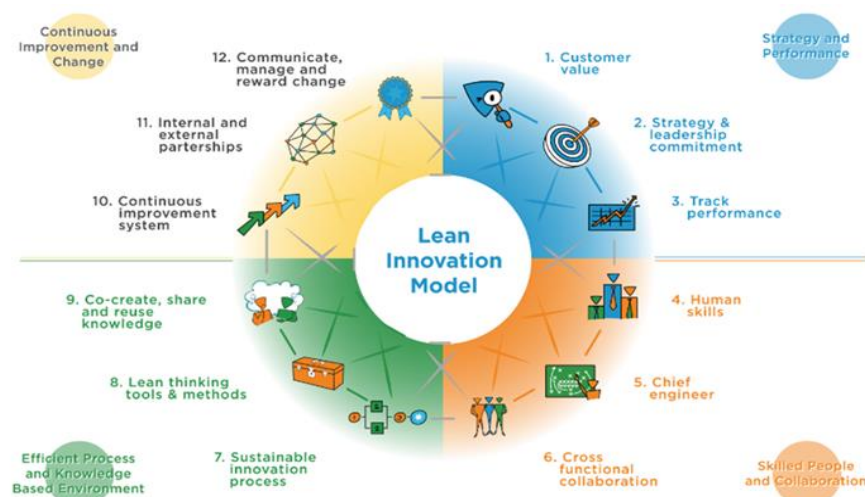 Continuous
Improvement and
Change
Strategy and
Performance
12. Communicate,
manage and
reward change
1. Customer
value
11. Internal and
external parterships
2. Strategy &
leadership
commitment
10. Continuous
improvement
system
3. Track
performance
Lean
Innovation
Model
9. Co-create, share
and reuse
knowledge
4. Human
skills
8. Lean thinking
tools & methods
5. Chief
engineer
7. Sustainable
innovation
process
6. Cross
functional
collaboration
Efficient Process
and Knowledge
Based Environment
Skilled People
and Collaboration